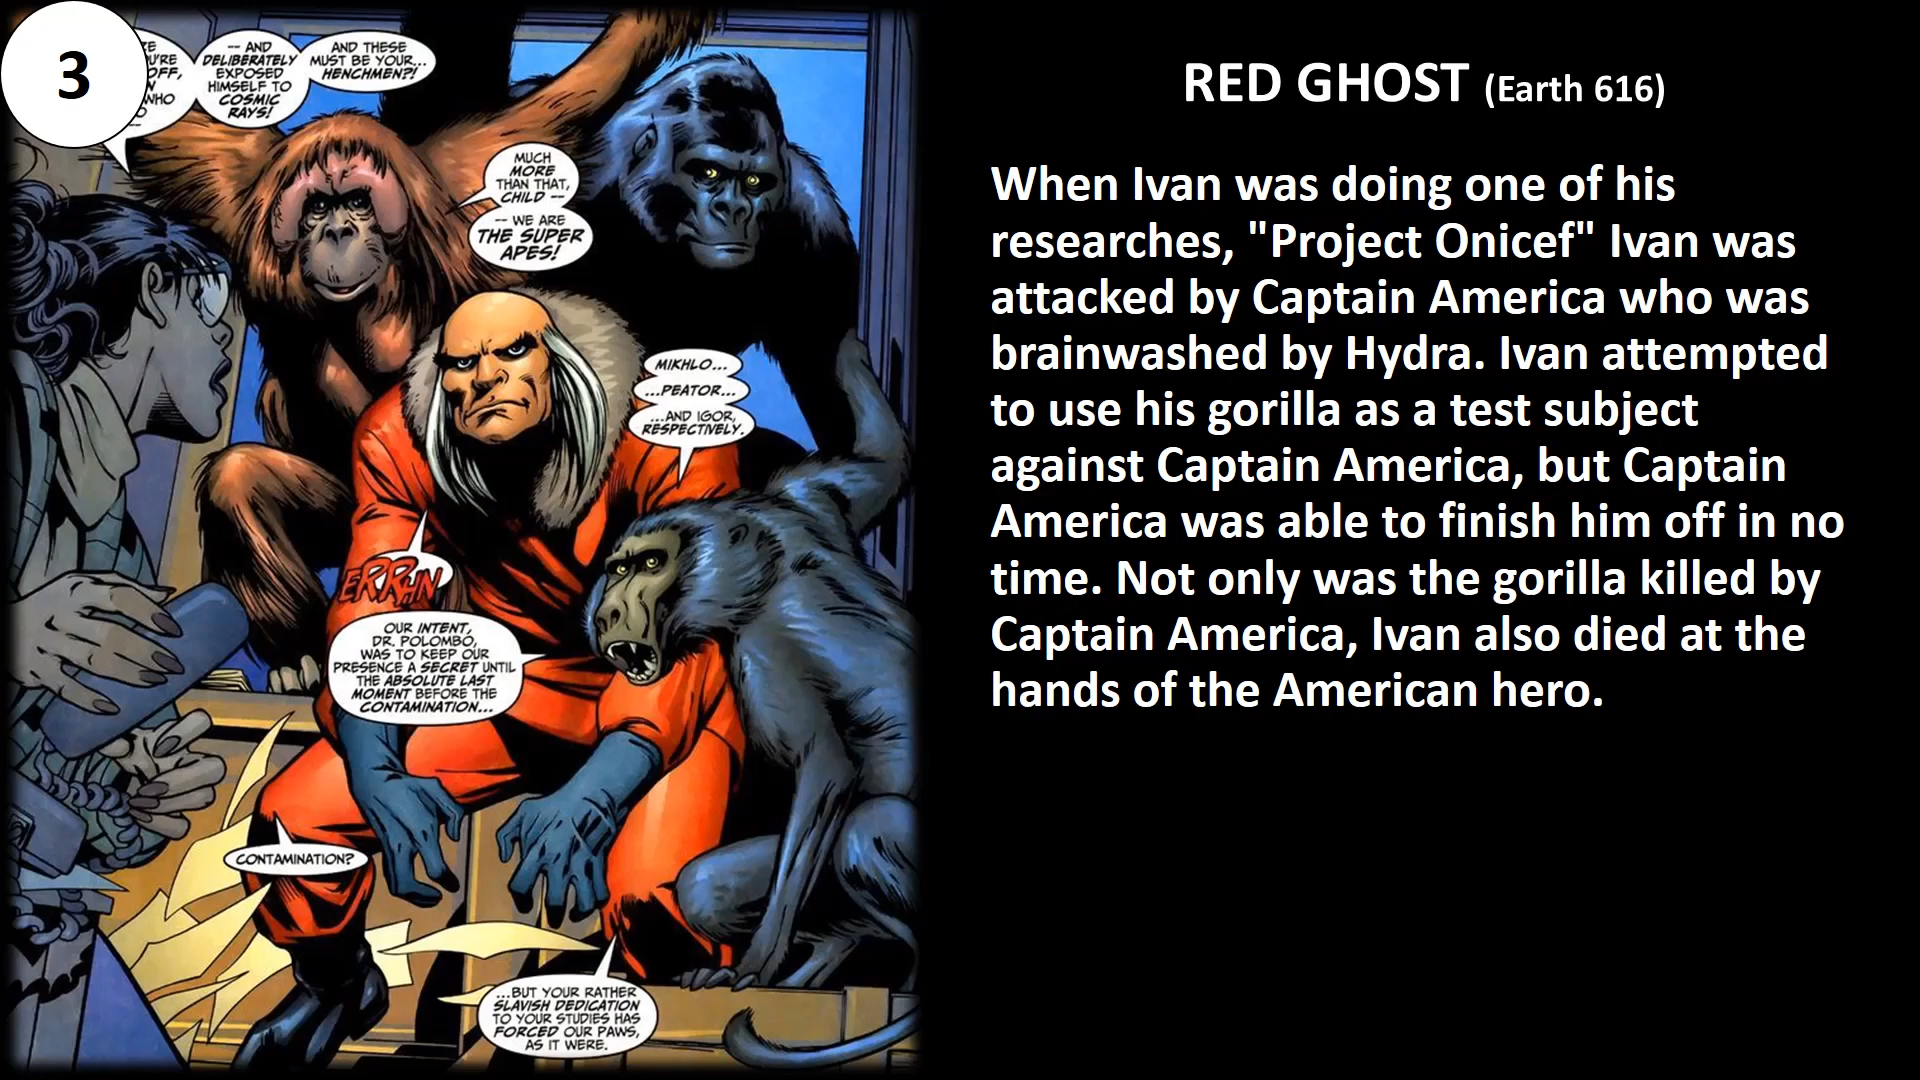 3
RE
U'RE
OFF,
WHO
-- AND
DELIBERATELY
EXPOSED
HIMSELF TO
COSMIC
RAYS!
AND THESE
MUST BE YOUR...
HENCHMEN?!
MUCH
MORE
THAN THAT,
CHILD --
-- WE ARE
THE SUPER
APES!
MIKHLO...
...PEATOR...
...AND IGOR,
RESPECTIVELY.
ERRHN
OUR INTENT,
DR. POLOMBO,
WAS TO KEEP OUR
PRESENCE A SECRET UNTIL
THE ABSOLUTE LAST
MOMENT BEFORE THE
CONTAMINATION...
CONTAMINATION?
...BUT YOUR RATHER
SLAVISH DEDICATION
TO YOUR STUDIES HAS
FORCED OUR PAWS,
AS IT WERE.
RED GHOST (Earth 616)
When Ivan was doing one of his
researches, "Project Onicef" Ivan was
attacked by Captain America who was
brainwashed by Hydra. Ivan attempted
to use his gorilla as a test subject
against Captain America, but Captain
America was able to finish him off in no
time. Not only was the gorilla killed by
Captain America, Ivan also died at the
hands of the American hero.